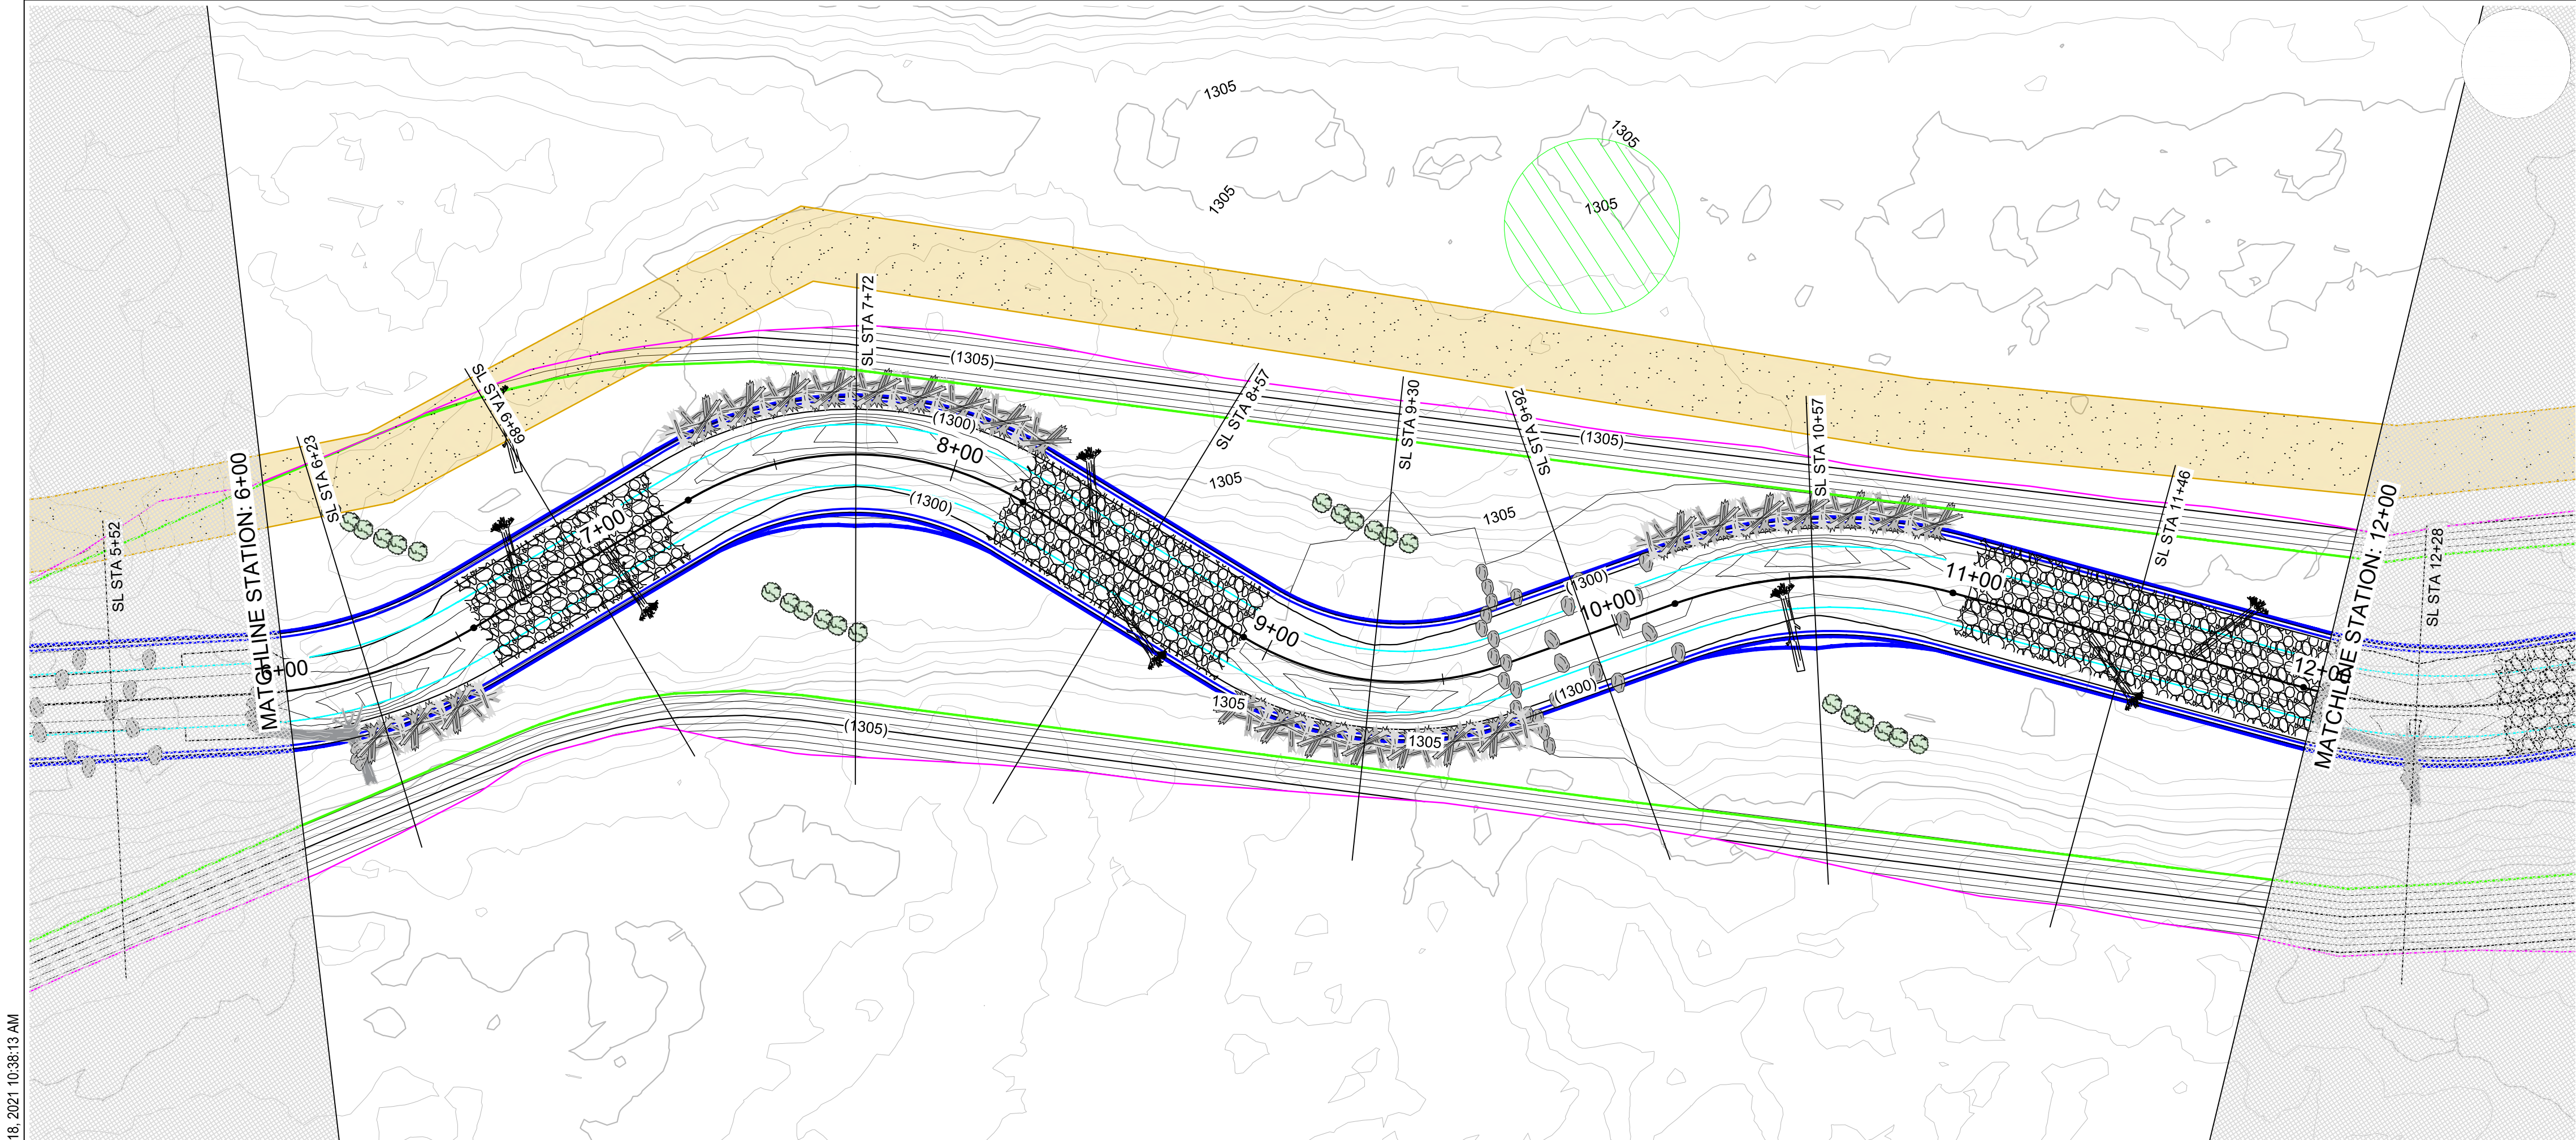 1305
1305
1305
1305
SL STA 7+72
(1305)
SL STA 6+89
SL STA 8+57
SL STA 9+30
SL STA 9+92
SL STA 10+57
(1305)
(1300)
8+00
SL STA 6+23
MATCHLINE STATION: 6+00
1305
(1300)
1305
SL STA 11+46
MATCHLINE STATION: 12+00
7+00
SL STA 5+52
SL STA 12+28
(1300)
11+00
10+00
9+00
6+00
12+00
(1300)
1305
(1305)
1305
18, 2021 10:38:13 AM